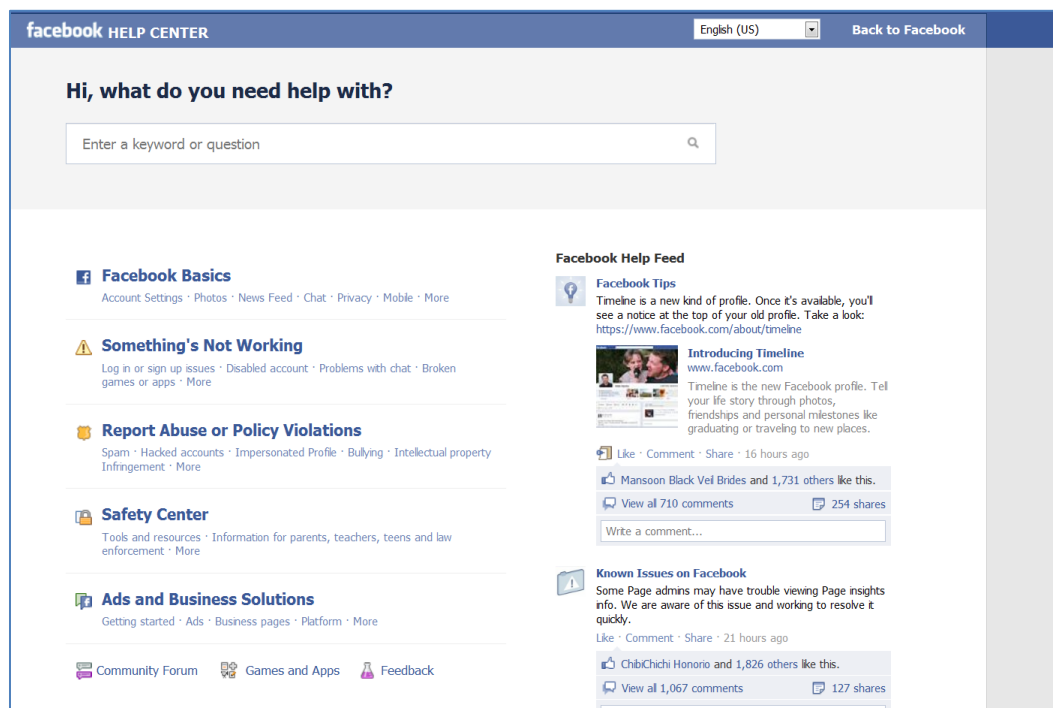 facebook HELP CENTER
English (US)
Back to Facebook
Hi, what do you need help with?
Enter a keyword or question
Facebook Basics
Account Settings · Photos · News Feed · Chat · Privacy · Mobile · More
Something's Not Working
Log in or sign up issues · Disabled account · Problems with chat · Broken
games or apps · More
Report Abuse or Policy Violations
Spam · Hacked accounts · Impersonated Profile · Bullying · Intellectual property
Infringement · More
Safety Center
Tools and resources · Information for parents, teachers, teens and law
enforcement · More
Ads and Business Solutions
Getting started · Ads · Business pages · Platform · More
Community Forum
Games and Apps
Feedback
Facebook Help Feed
Facebook Tips
Timeline is a new kind of profile. Once it's available, you'll
see a notice at the top of your old profile. Take a look:
https://www.facebook.com/about/timeline
Introducing Timeline
www.facebook.com
Timeline is the new Facebook profile. Tell
your life story through photos,
friendships and personal milestones like
graduating or traveling to new places.
Like · Comment · Share · 16 hours ago
Mansoon Black Veil Brides and 1,731 others like this.
View all 710 comments
254 shares
Write a comment...
Known Issues on Facebook
Some Page admins may have trouble viewing Page insights
info. We are aware of this issue and working to resolve it
quickly.
Like · Comment · Share · 21 hours ago
ChibiChichi Honorio and 1,826 others like this.
View all 1,067 comments
127 shares